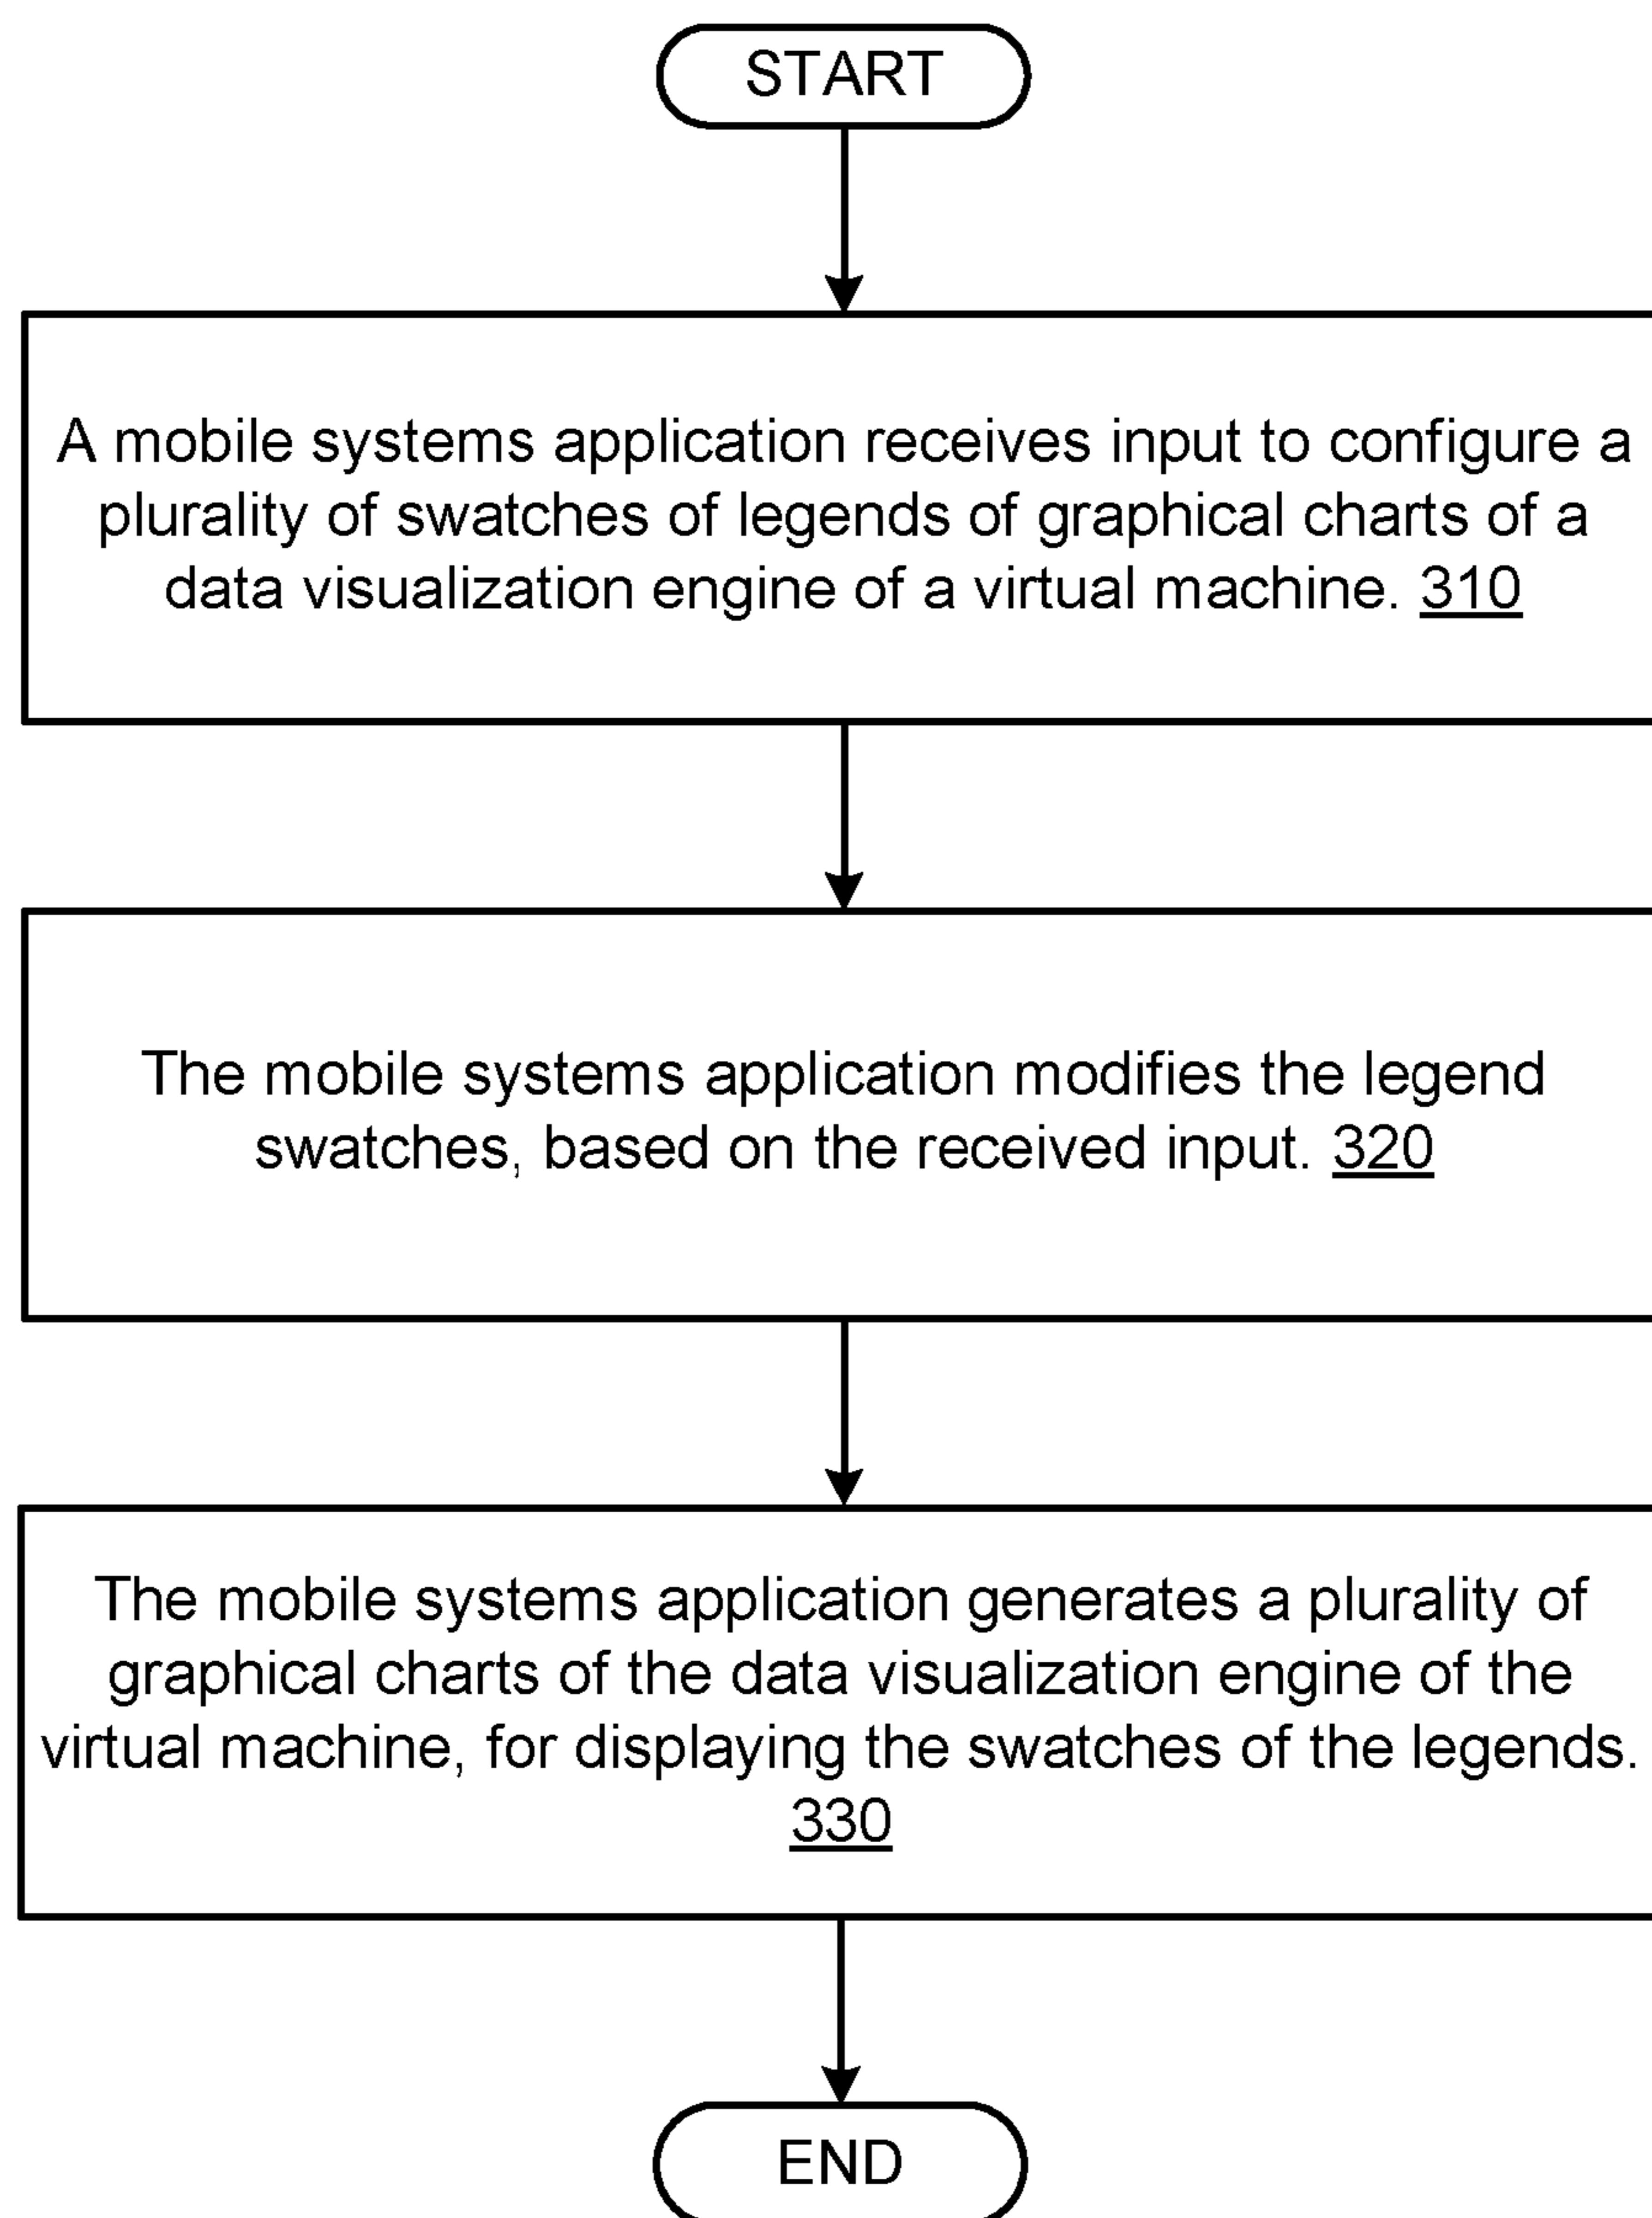 START
A mobile systems application receives input to configure a
plurality of swatches of legends of graphical charts of a
data visualization engine of a virtual machine. 310
The mobile systems application modifies the legend
swatches, based on the received input. 320
The mobile systems application generates a plurality of
graphical charts of the data visualization engine of the
virtual machine, for displaying the swatches of the legends.
330
END